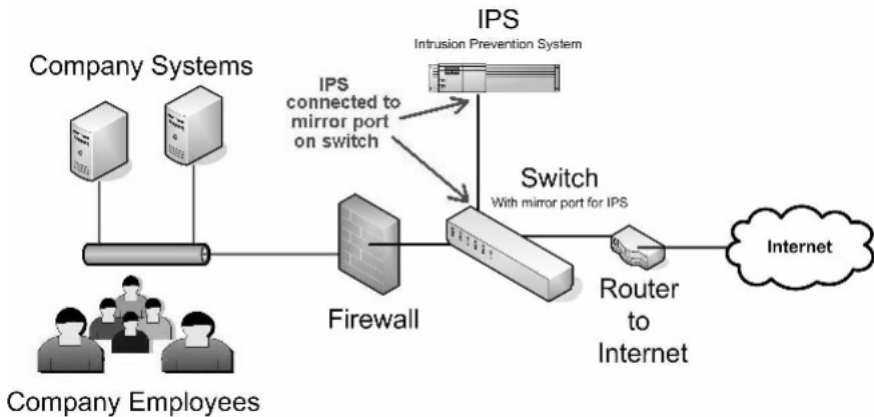 IPS
Intrusion Prevention System
Company Systems
IPS
connected to
mirror port
on switch
Switch
With mirror port for IPS
Internet
Firewall
Router
to
Internet
Company Employees